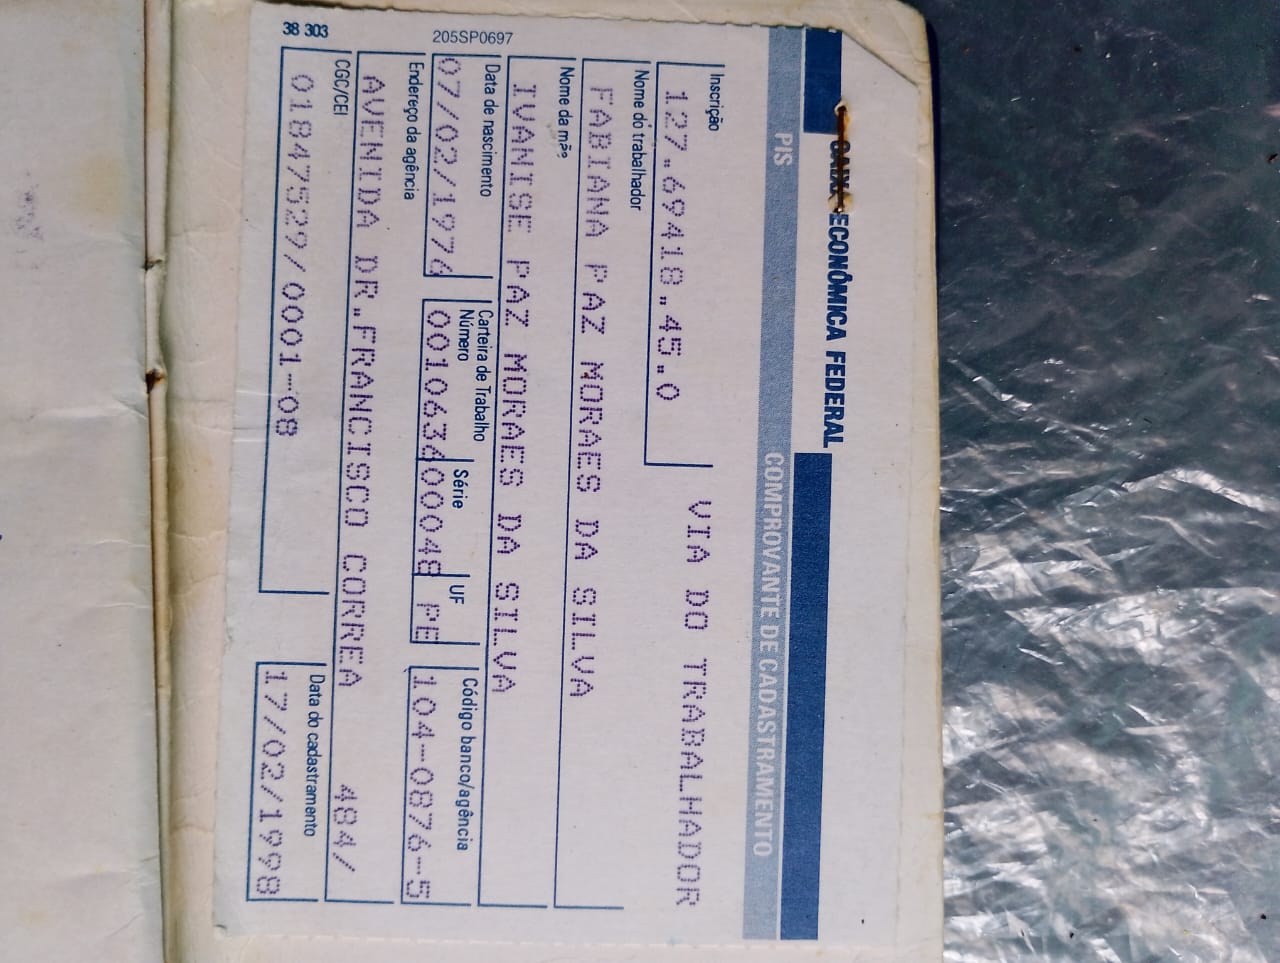 CAIXA ECONÔMICA FEDERAL
PIS COMPROVANTE DE CADASTRAMENTO
VIA DO TRABALHADOR
Inscrição
127.69418.45.0
Nome do trabalhador
FABIANA PAZ MORAES DA SILVA
Nome da mãe
IVANISE PAZ MORAES DA SILVA
Data de nascimento
07/02/1976
Carteira de Trabalho
Número Série UF
0010636 00048 PE
Código banco/agência
104-0876-5
Endereço da agência
AVENIDA DR.FRANCISCO CORREA 484/
CGC/CEI
01847529/0001-08
Data do cadastramento
17/02/1998
38 303
205SP0697